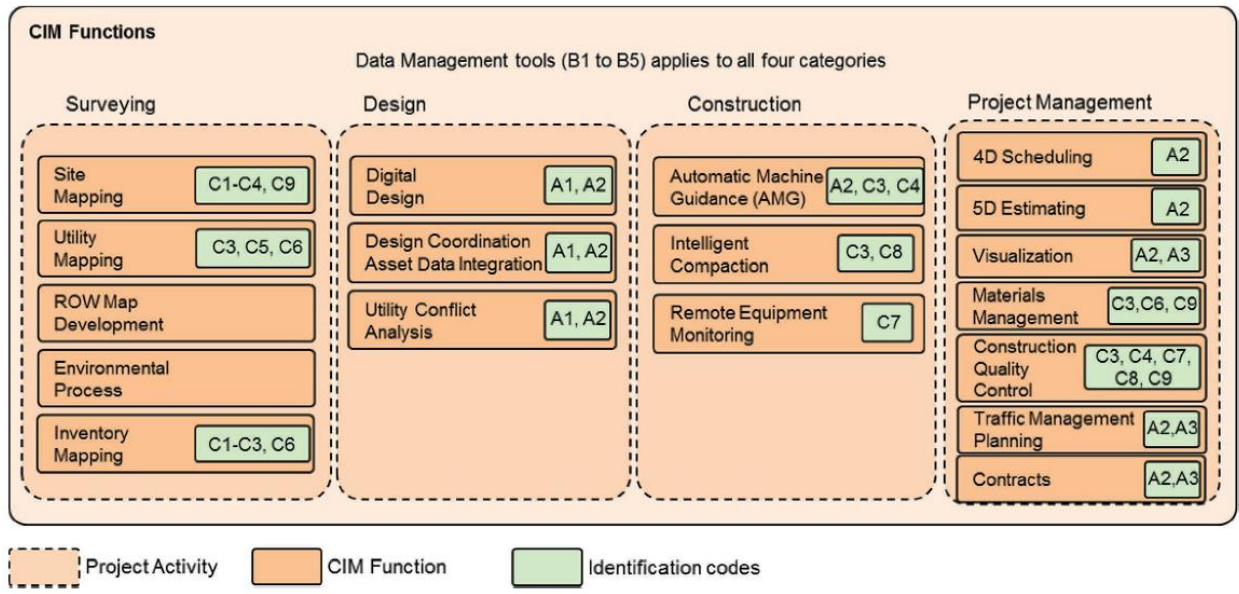 CIM Functions
Data Management tools (B1 to B5) applies to all four categories
Surveying
Site
Mapping
C1-C4, C9
Utility
Mapping
C3, C5, C6
ROW Map
Development
Environmental
Process
Inventory
Mapping
C1-C3, C6
Design
Digital
Design
A1, A2
Design Coordination
Asset Data Integration
A1, A2
Utility Conflict
Analysis
A1, A2
Construction
Automatic Machine
Guidance (AMG)
A2, C3, C4
Intelligent
Compaction
C3, C8
Remote Equipment
Monitoring
C7
Project Management
4D Scheduling
A2
5D Estimating
A2
Visualization
A2, A3
Materials
Management
C3,C6, C9
Construction
Quality
Control
C3, C4, C7,
C8, C9
Traffic Management
Planning
A2,A3
Contracts
A2,A3
Project Activity
CIM Function
Identification codes